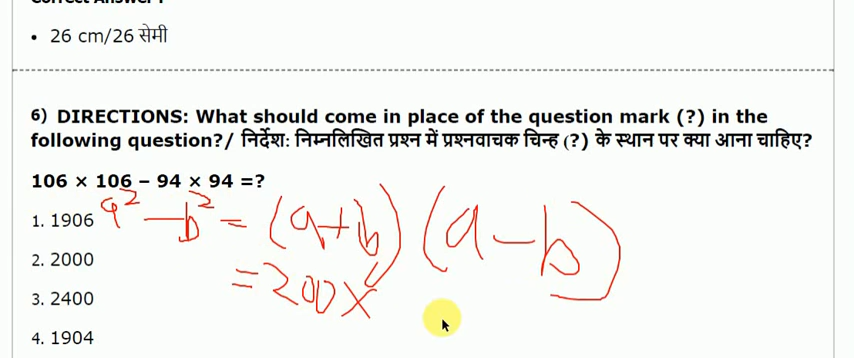 • 26 cm/26 सेमी
6) DIRECTIONS: What should come in place of the question mark (?) in the
following question?/ निर्देश: निम्नलिखित प्रश्न में प्रश्नवाचक चिन्ह (?) के स्थान पर क्या आना चाहिए?
106 × 106 – 94 × 94 =?
a² – b² = (a+b) (a – b)
1. 1906
= 200 ×
2. 2000
3. 2400
4. 1904